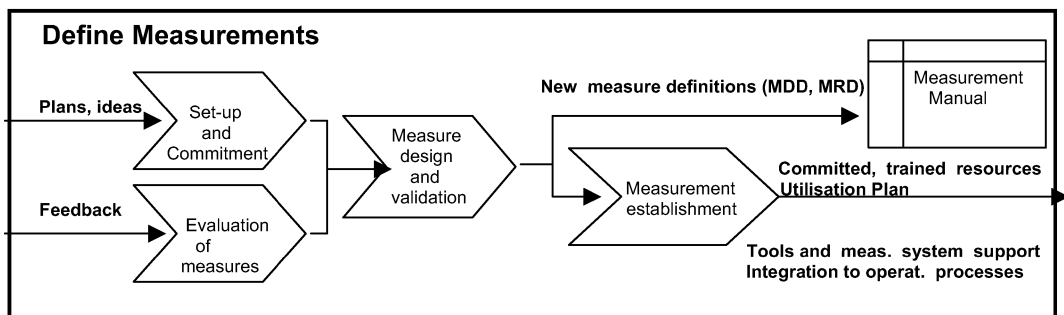 Define Measurements
Plans, ideas
Set-up
and
Commitment
Feedback
Evaluation
of
measures
Measure
design
and
validation
New measure definitions (MDD, MRD)
Measurement
Manual
Measurement
establishment
Committed, trained resources
Utilisation Plan
Tools and meas. system support
Integration to operat. processes